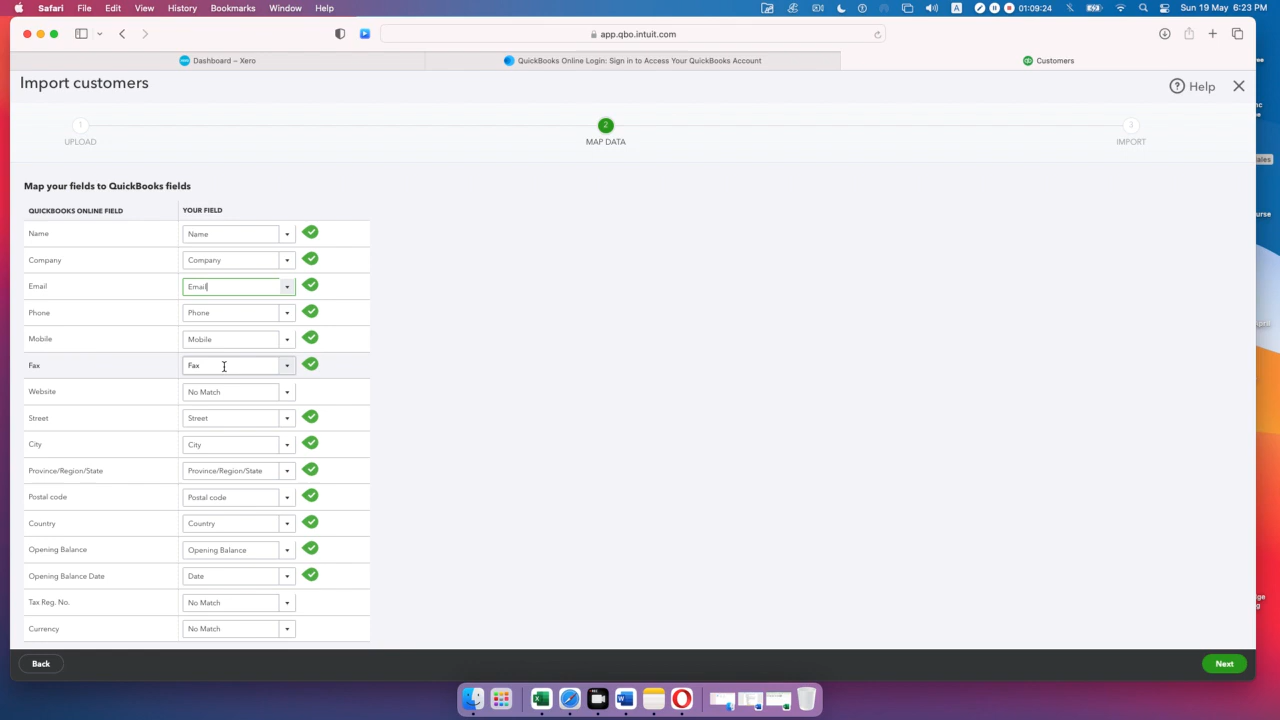 Safari File Edit View History Bookmarks Window Help
01:09:24
A
Sun 19 May 6:23 PM
app.qbo.intuit.com
Dashboard – Xero
QuickBooks Online Login: Sign in to Access Your QuickBooks Account
Customers
Import customers
Help
1
2
3
UPLOAD
MAP DATA
IMPORT
Map your fields to QuickBooks fields
QUICKBOOKS ONLINE FIELD YOUR FIELD
Name Name
Company Company
Email Email
Phone Phone
Mobile Mobile
Fax Fax
Website No Match
Street Street
City City
Province/Region/State Province/Region/State
Postal code Postal code
Country Country
Opening Balance Opening Balance
Opening Balance Date Date
Tax Reg. No. No Match
Currency No Match
Back
Next